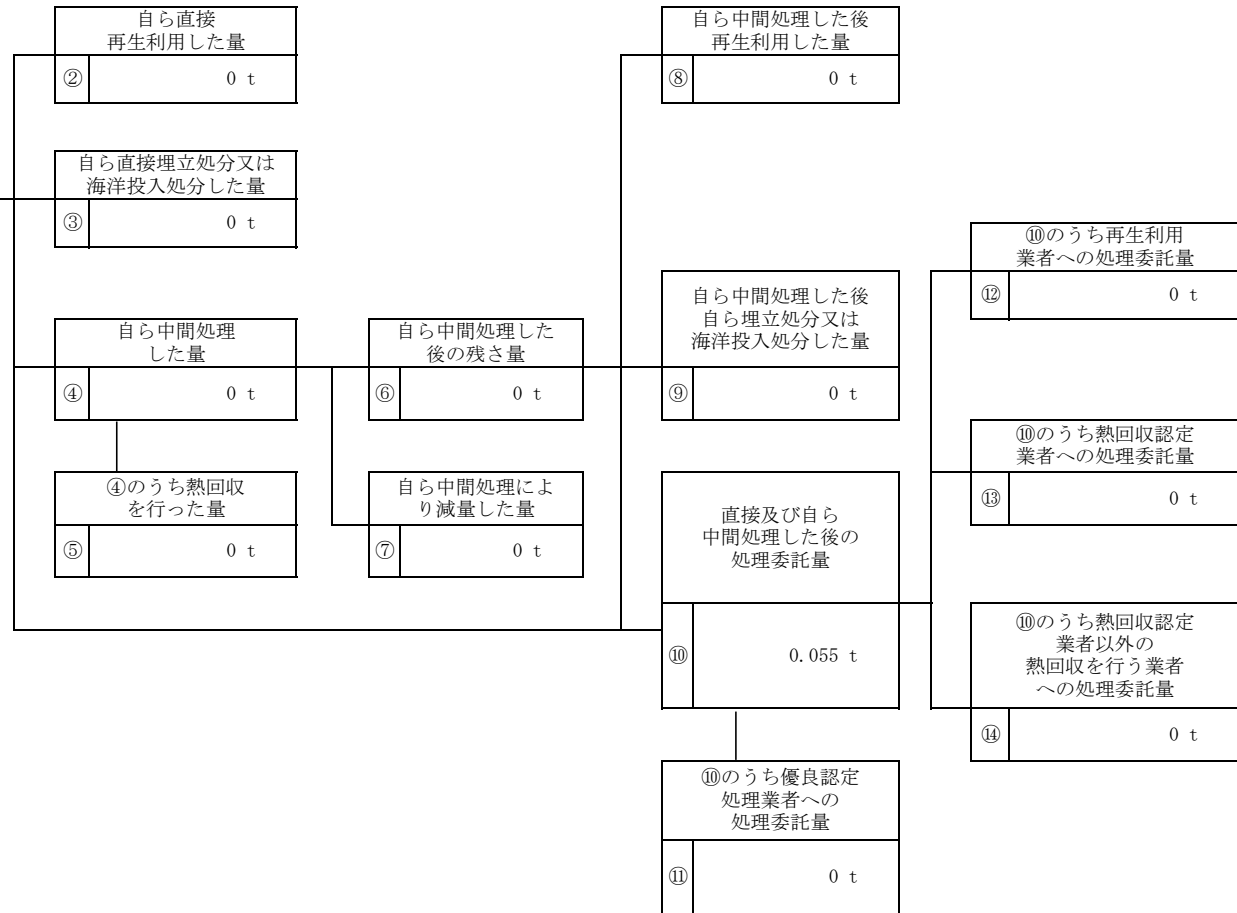 自ら直接
再生利用した量
② 0 t
自ら直接埋立処分又は
海洋投入処分した量
③ 0 t
自ら中間処理
した量
④ 0 t
④のうち熱回収
を行った量
⑤ 0 t
自ら中間処理した
後の残さ量
⑥ 0 t
自ら中間処理によ
り減量した量
⑦ 0 t
自ら中間処理した後
再生利用した量
⑧ 0 t
自ら中間処理した後
自ら埋立処分又は
海洋投入処分した量
⑨ 0 t
直接及び自ら
中間処理した後の
処理委託量
⑩ 0.055 t
⑩のうち優良認定
処理業者への
処理委託量
⑪ 0 t
⑩のうち再生利用
業者への処理委託量
⑫ 0 t
⑩のうち熱回収認定
業者への処理委託量
⑬ 0 t
⑩のうち熱回収認定
業者以外の
熱回収を行う業者
への処理委託量
⑭ 0 t